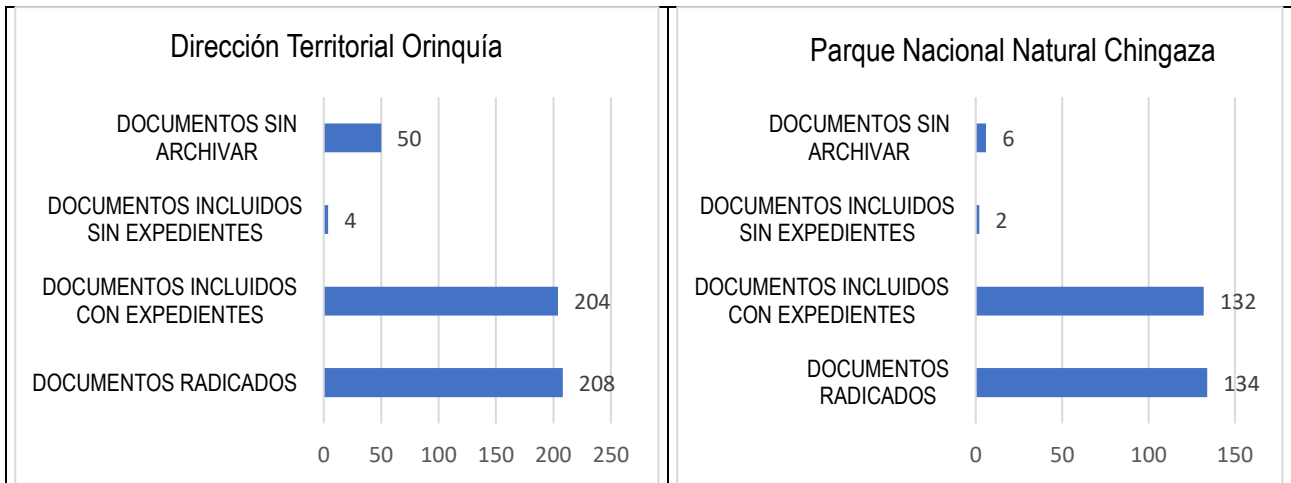 Dirección Territorial Orinquía
DOCUMENTOS SIN
ARCHIVAR
50
DOCUMENTOS INCLUIDOS
SIN EXPEDIENTES
4
DOCUMENTOS INCLUIDOS
CON EXPEDIENTES
204
DOCUMENTOS RADICADOS
208
0 50 100 150 200 250
Parque Nacional Natural Chingaza
DOCUMENTOS SIN
ARCHIVAR
6
DOCUMENTOS INCLUIDOS
SIN EXPEDIENTES
2
DOCUMENTOS INCLUIDOS
CON EXPEDIENTES
132
DOCUMENTOS
RADICADOS
134
0 50 100 150